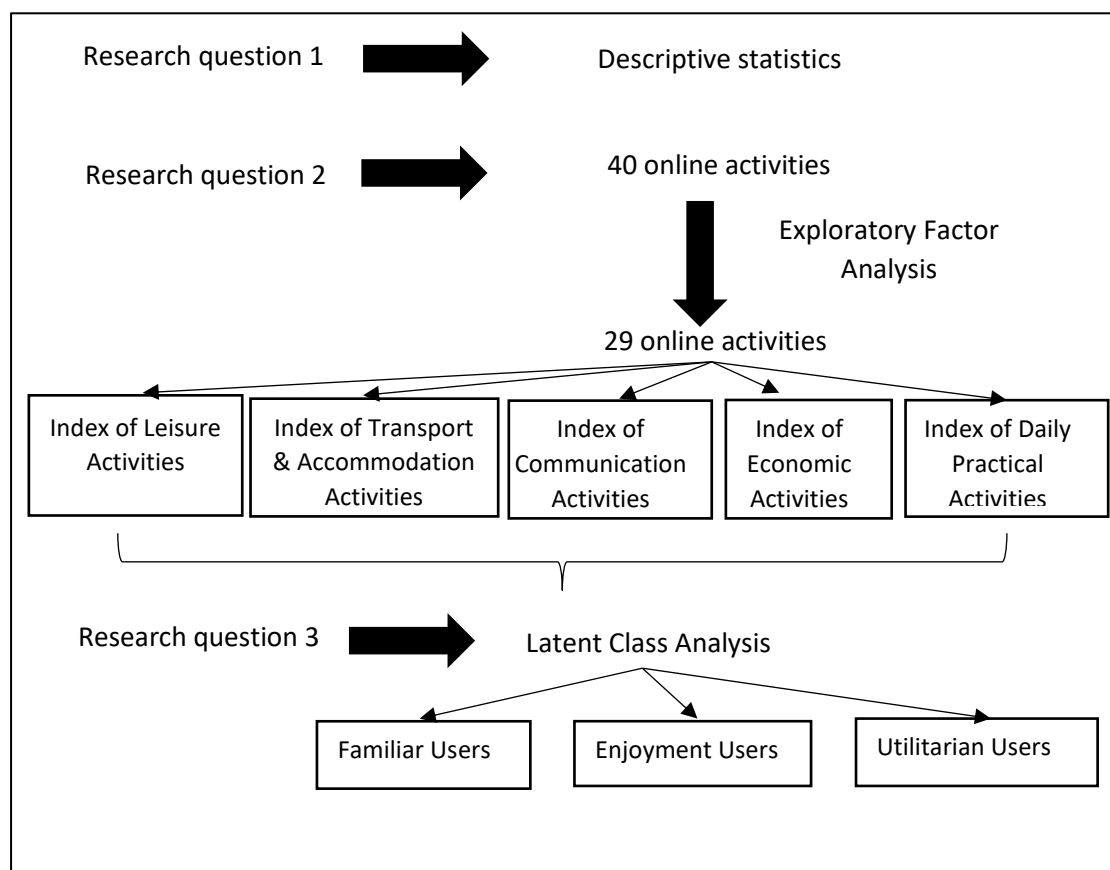 Research question 1
Descriptive statistics
Research question 2
40 online activities
Exploratory Factor
Analysis
29 online activities
Index of Leisure
Activities
Index of Transport
& Accommodation
Activities
Index of
Communication
Activities
Index of
Economic
Activities
Index of Daily
Practical
Activities
Research question 3
Latent Class Analysis
Familiar Users
Enjoyment Users
Utilitarian Users